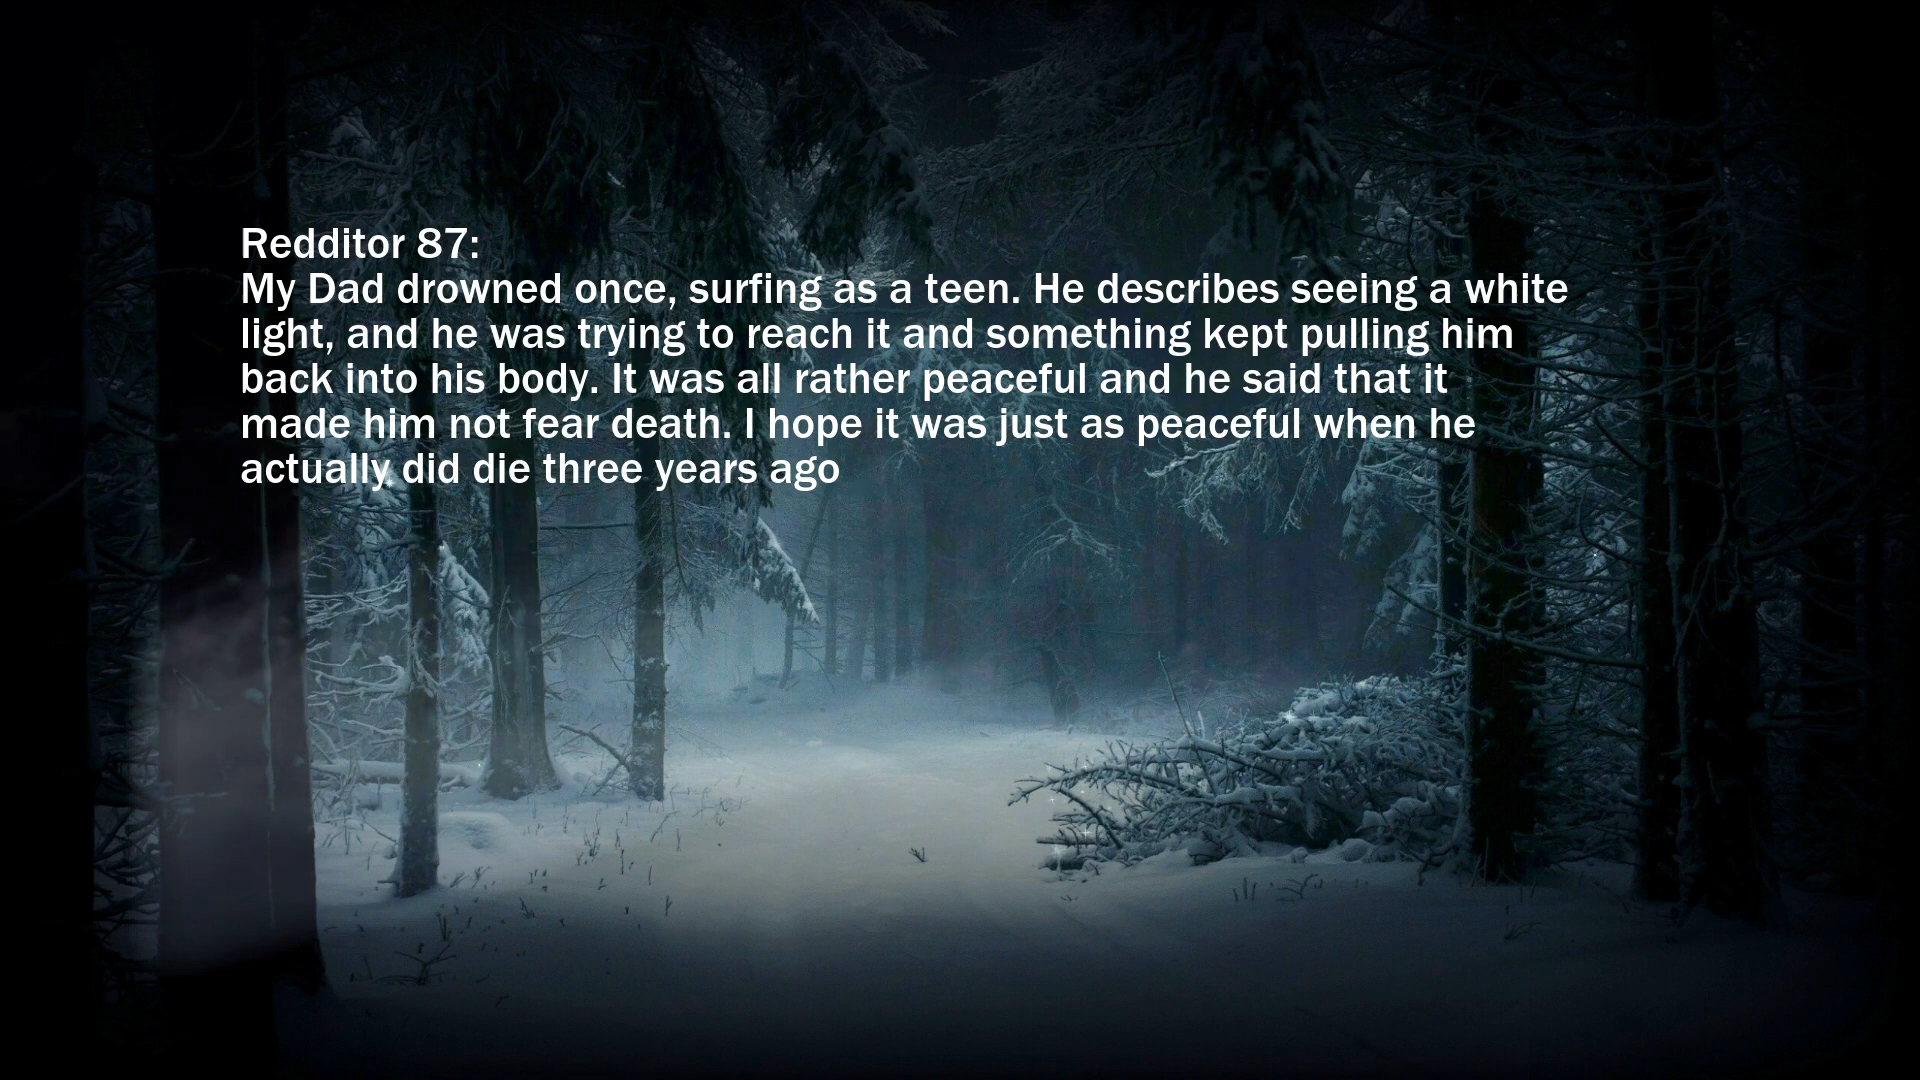 Redditor 87:
My Dad drowned once, surfing as a teen. He describes seeing a white
light, and he was trying to reach it and something kept pulling him
back into his body. It was all rather peaceful and he said that it
made him not fear death. I hope it was just as peaceful when he
actually did die three years ago